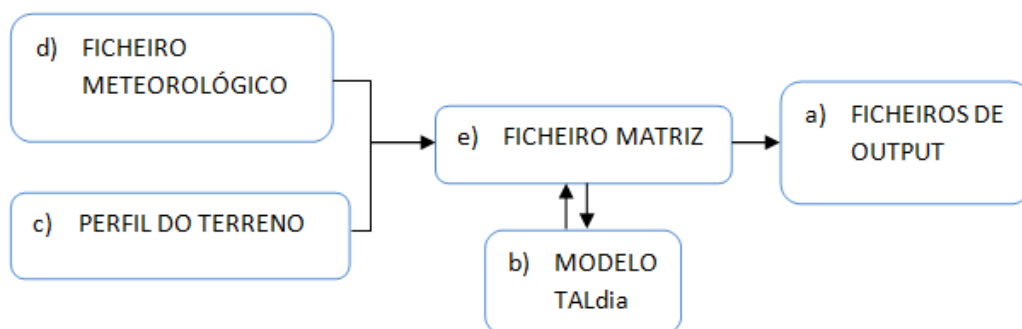 d) FICHEIRO
METEOROLÓGICO
c) PERFIL DO TERRENO
e) FICHEIRO MATRIZ
b) MODELO
TALdia
a) FICHEIROS DE
OUTPUT